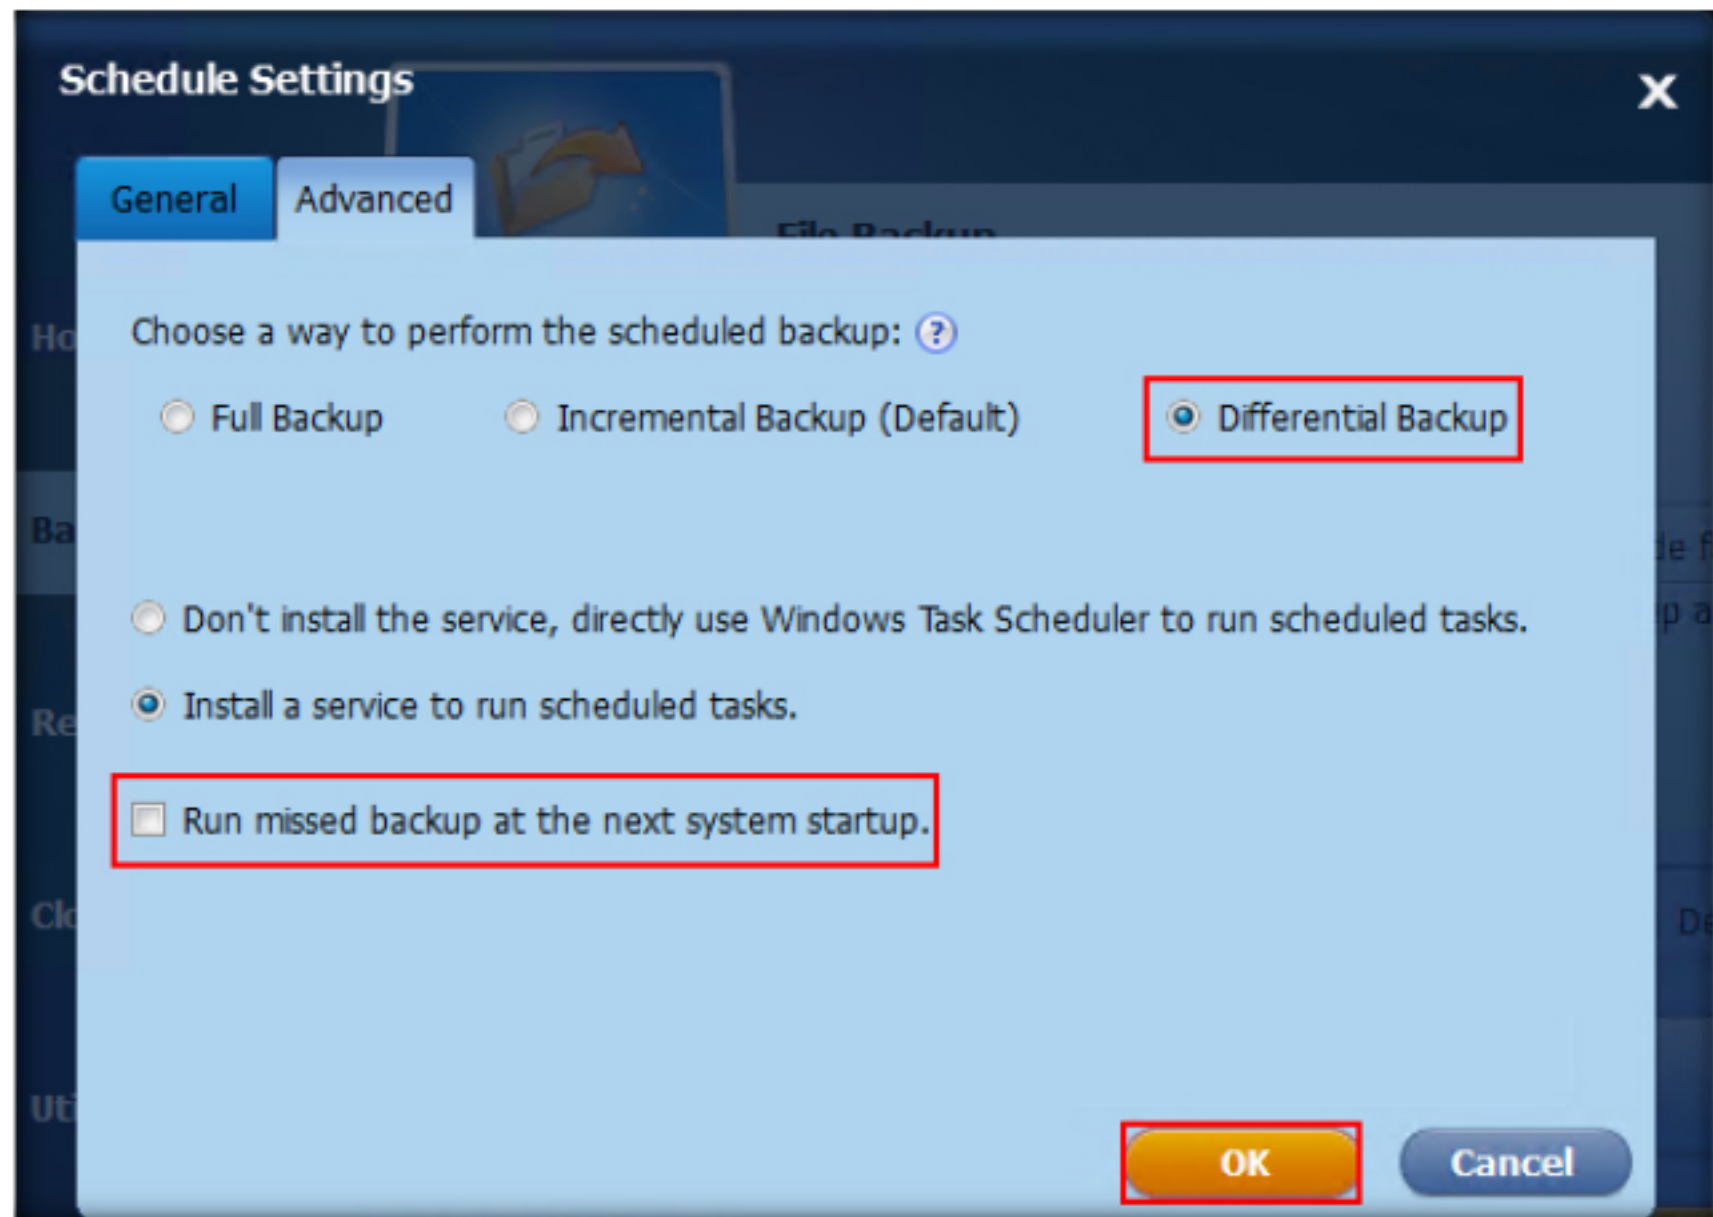 Schedule Settings
X
General Advanced
File Backup
Choose a way to perform the scheduled backup: ?
Full Backup Incremental Backup (Default) Differential Backup
Don't install the service, directly use Windows Task Scheduler to run scheduled tasks.
Install a service to run scheduled tasks.
Run missed backup at the next system startup.
OK Cancel